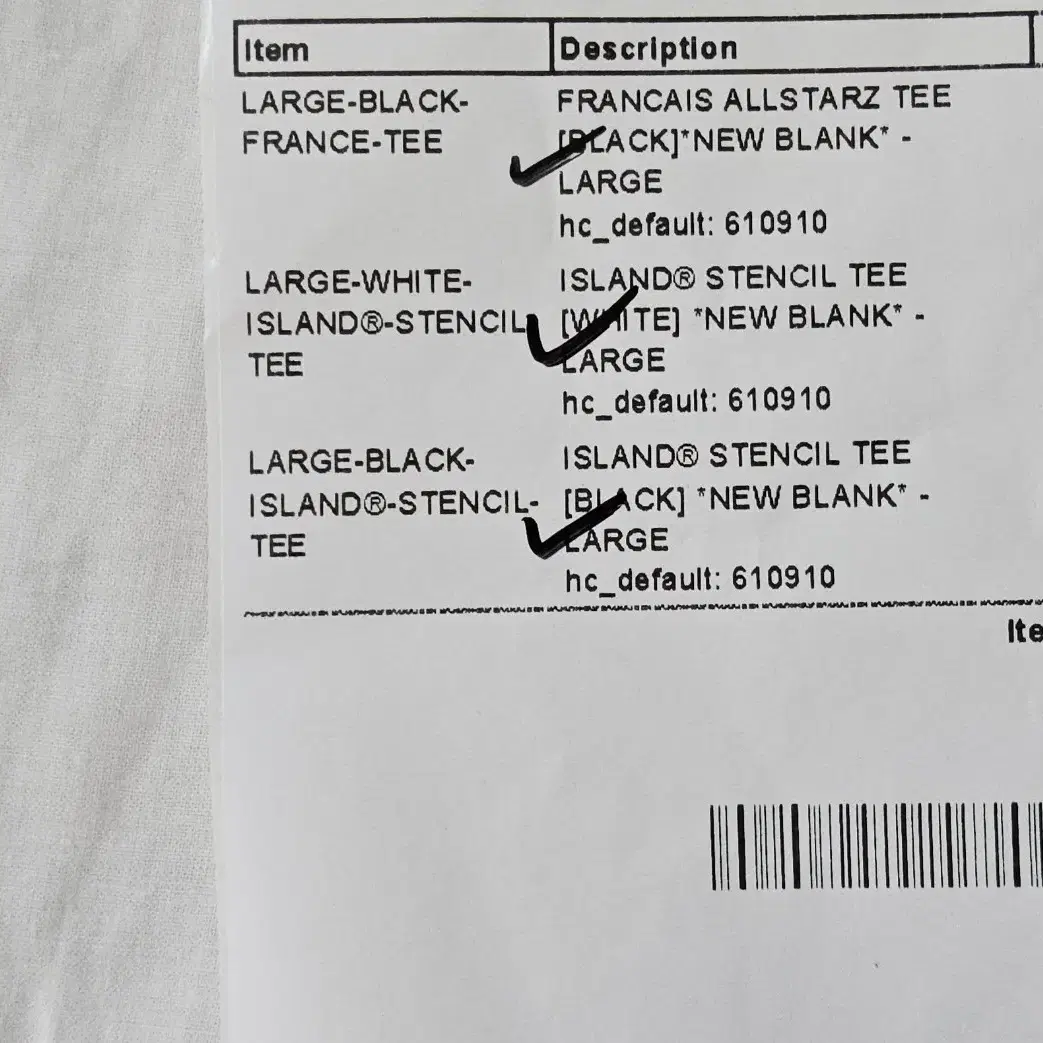 Item Description
LARGE-BLACK- FRANCAIS ALLSTARZ TEE
FRANCE-TEE [BLACK]*NEW BLANK* -
LARGE
hc_default: 610910
LARGE-WHITE- ISLAND® STENCIL TEE
ISLAND®-STENCIL [WHITE] *NEW BLANK* -
TEE LARGE
hc_default: 610910
LARGE-BLACK- ISLAND® STENCIL TEE
ISLAND®-STENCIL- [BLACK] *NEW BLANK* -
TEE LARGE
hc_default: 610910
Ite